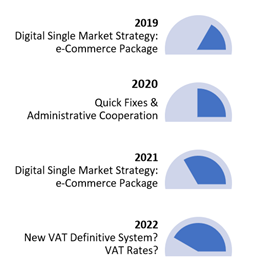 2019
Digital Single Market Strategy:
e-Commerce Package
2020
Quick Fixes &
Administrative Cooperation
2021
Digital Single Market Strategy:
e-Commerce Package
2022
New VAT Definitive System?
VAT Rates?